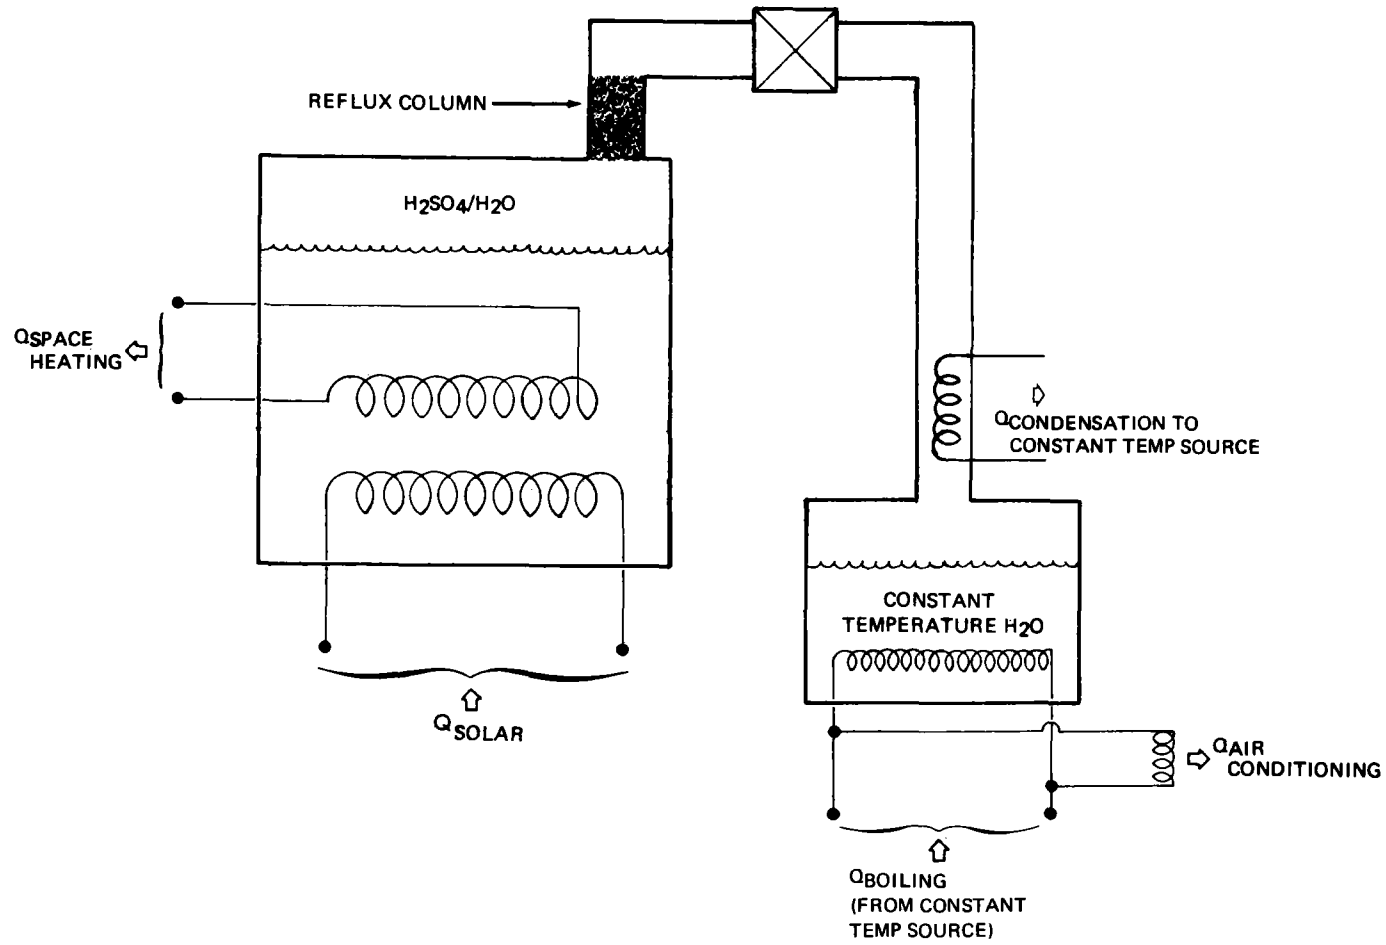 REFLUX COLUMN
H2SO4/H2O
QSPACE
HEATING
QCONDENSATION TO
CONSTANT TEMP SOURCE
CONSTANT
TEMPERATURE H2O
QSOLAR
QAIR
CONDITIONING
QBOILING
(FROM CONSTANT
TEMP SOURCE)